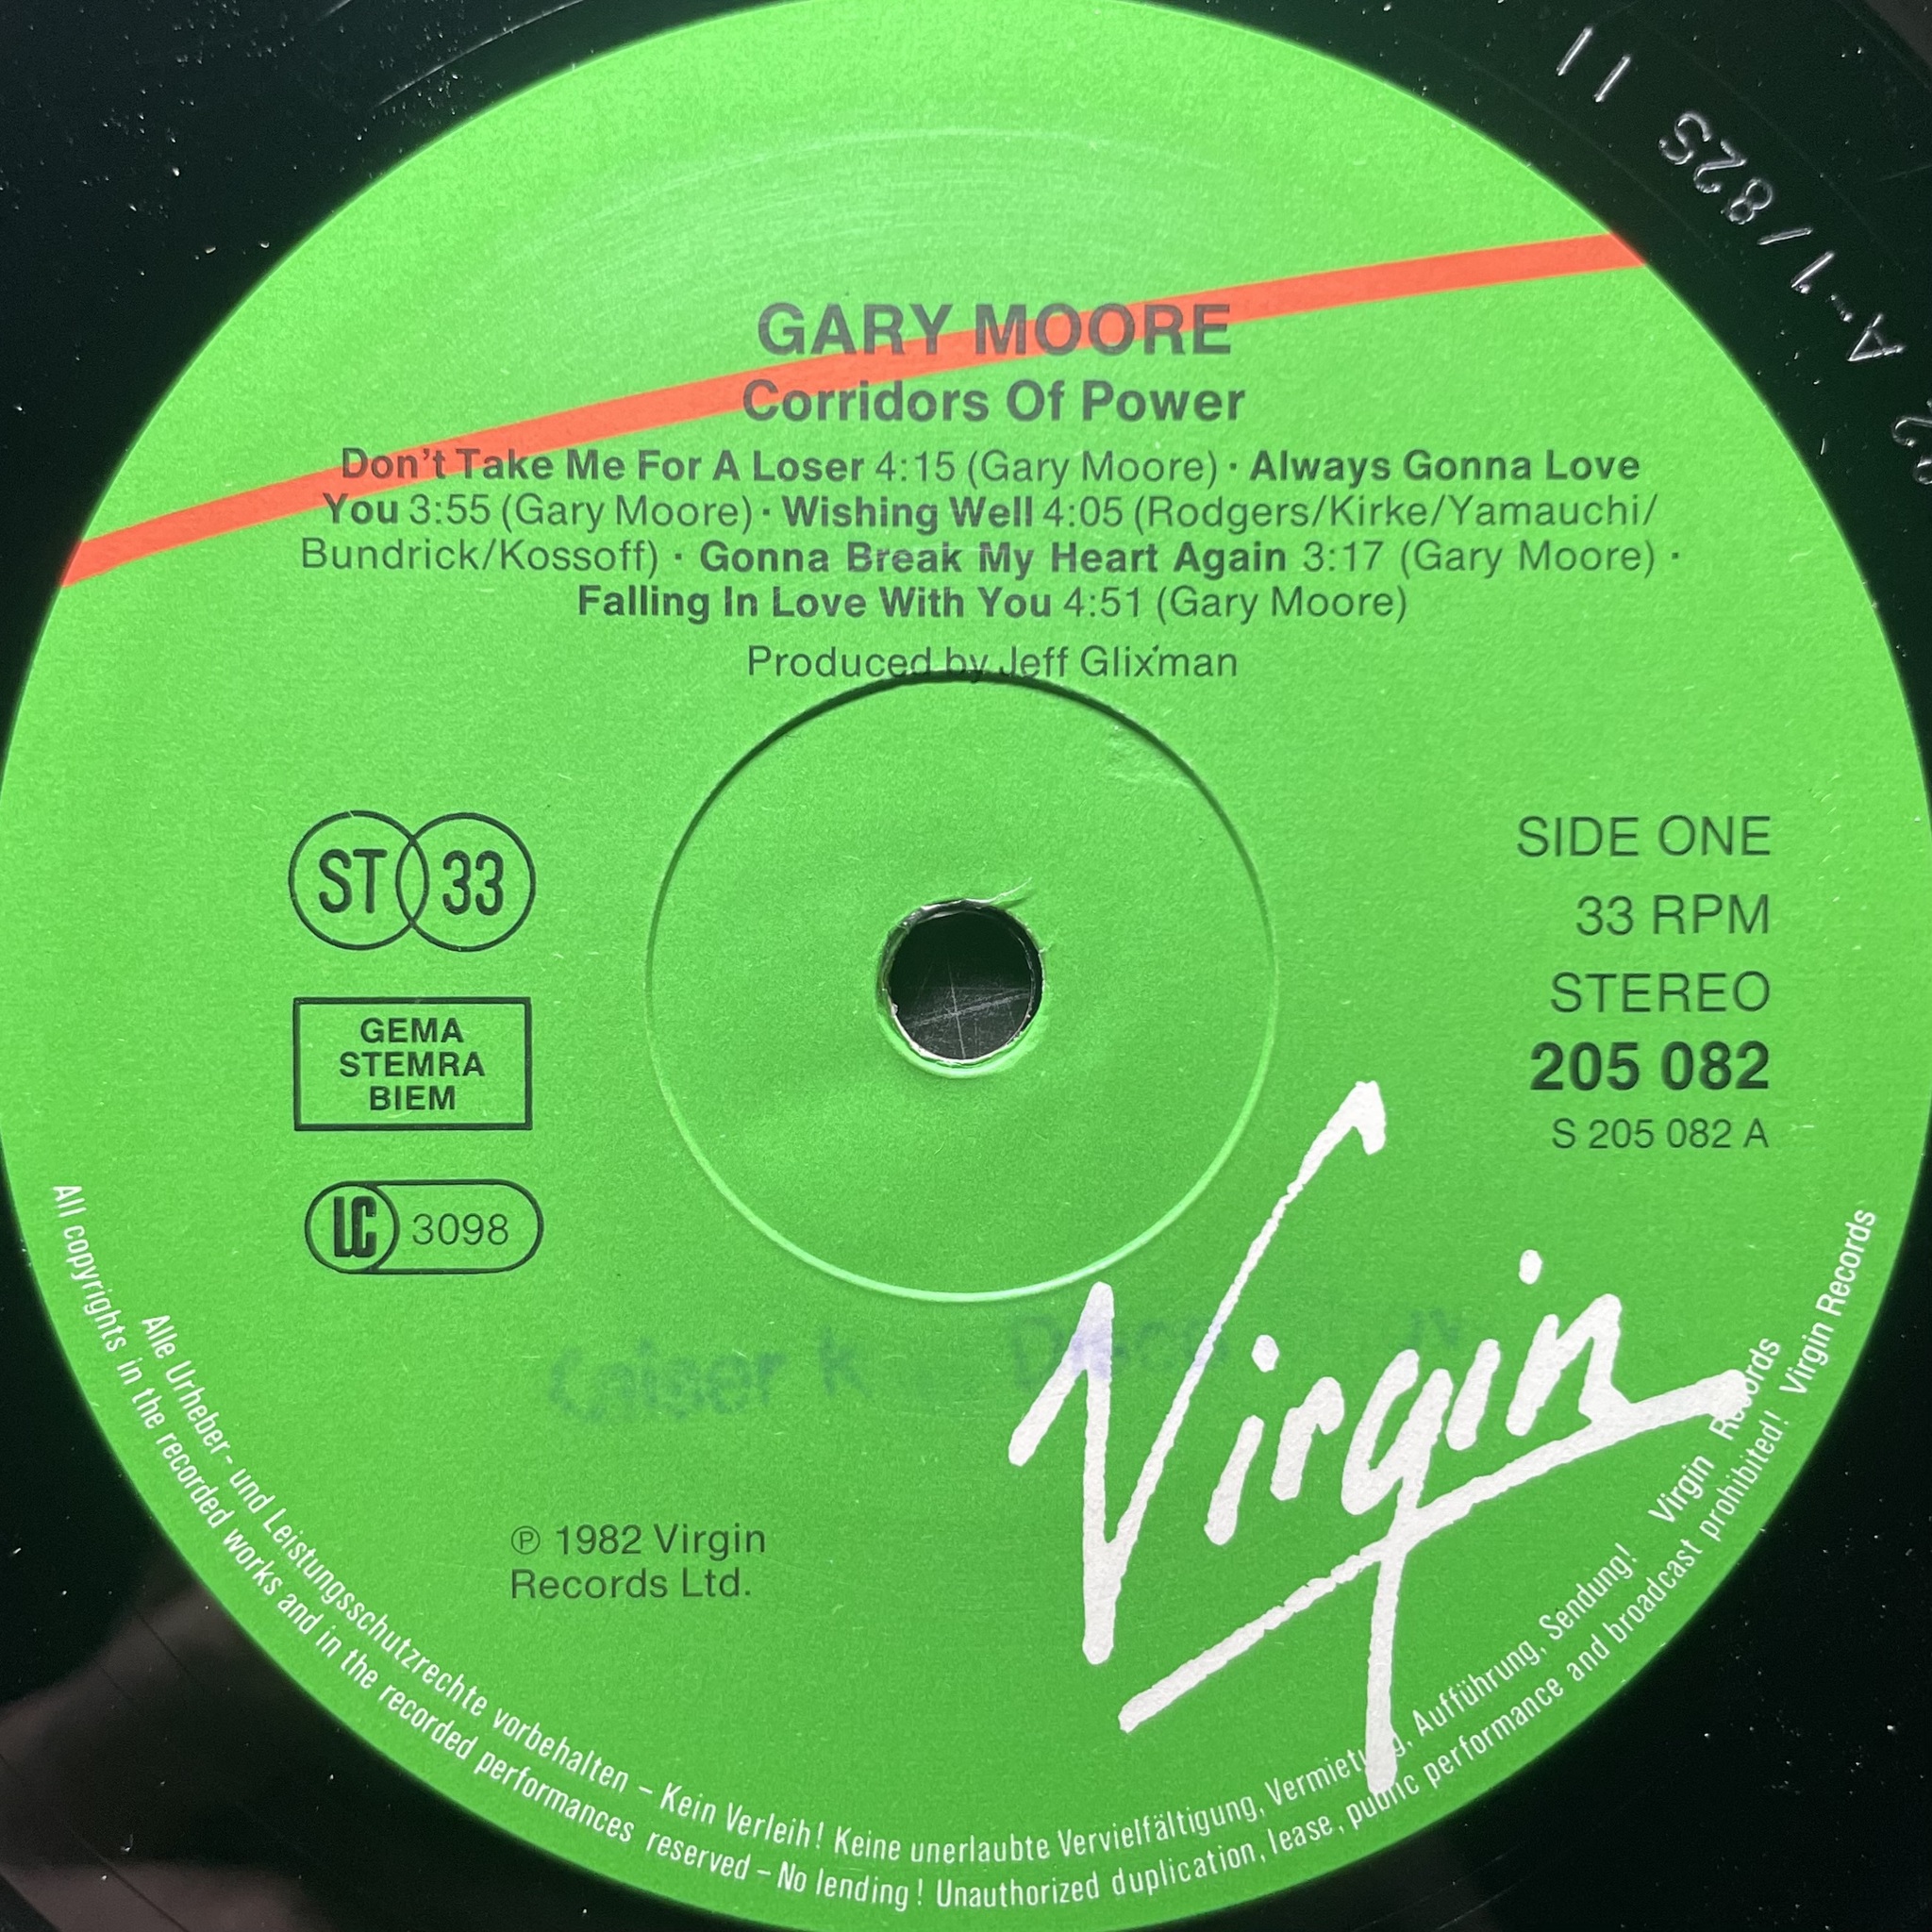 GARY MOORE
Corridors Of Power
Don't Take Me For A Loser 4:15 (Gary Moore) · Always Gonna Love
You 3:55 (Gary Moore) · Wishing Well 4:05 (Rodgers/Kirke/Yamauchi/
Bundrick/Kossoff) · Gonna Break My Heart Again 3:17 (Gary Moore) ·
Falling In Love With You 4:51 (Gary Moore)
Produced by Jeff Glixman
ST 33
GEMA
STEMRA
BIEM
LC 3098
SIDE ONE
33 RPM
STEREO
205 082
S 205 082 A
Virgin
℗ 1982 Virgin
Records Ltd.
Alle Urheber- und Leistungsschutzrechte vorbehalten – Kein Verleih! Keine unerlaubte Vervielfältigung, Vermietung, Aufführung, Sendung! Virgin Records
All copyrights in the recorded works and in the recorded performances reserved – No lending! Unauthorized duplication, lease, public performance and broadcast prohibited! Virgin Records
A-1/82S